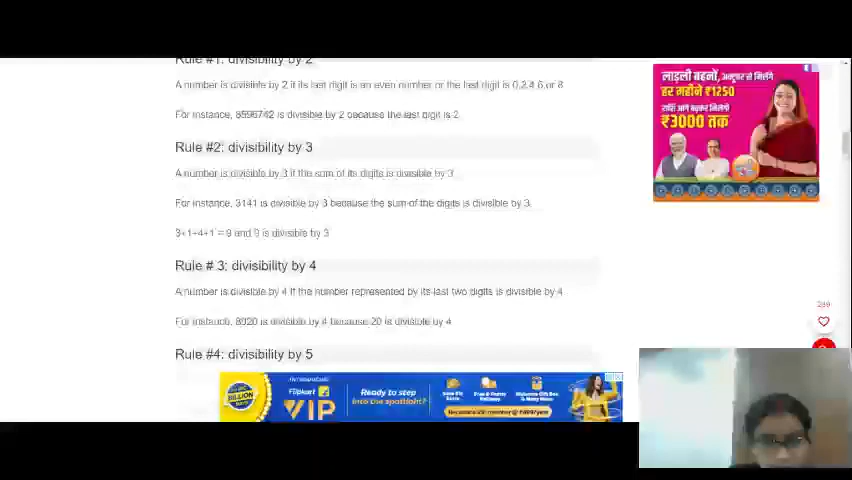 Rule #1: divisibility by 2
A number is divisible by 2 if its last digit is an even number or the last digit is 0,2,4,6,or 8
For instance, 8596742 is divisible by 2 because the last digit is 2.
Rule #2: divisibility by 3
A number is divisible by 3 if the sum of its digits is divisible by 3
For instance, 3141 is divisible by 3 because the sum of the digits is divisible by 3.
3+1+4+1 = 9 and 9 is divisible by 3
Rule # 3: divisibility by 4
A number is divisible by 4 if the number represented by its last two digits is divisible by 4
For instance, 8920 is divisible by 4 because 20 is divisible by 4
Rule #4: divisibility by 5
लाड़ली बहनों, अक्टूबर से मिलेंगे
हर महीने ₹1250
राशि आगे बढ़कर मिलेगी
₹3000 तक
BILLION
Flipkart
VIP
Ready to step
into the spotlight?